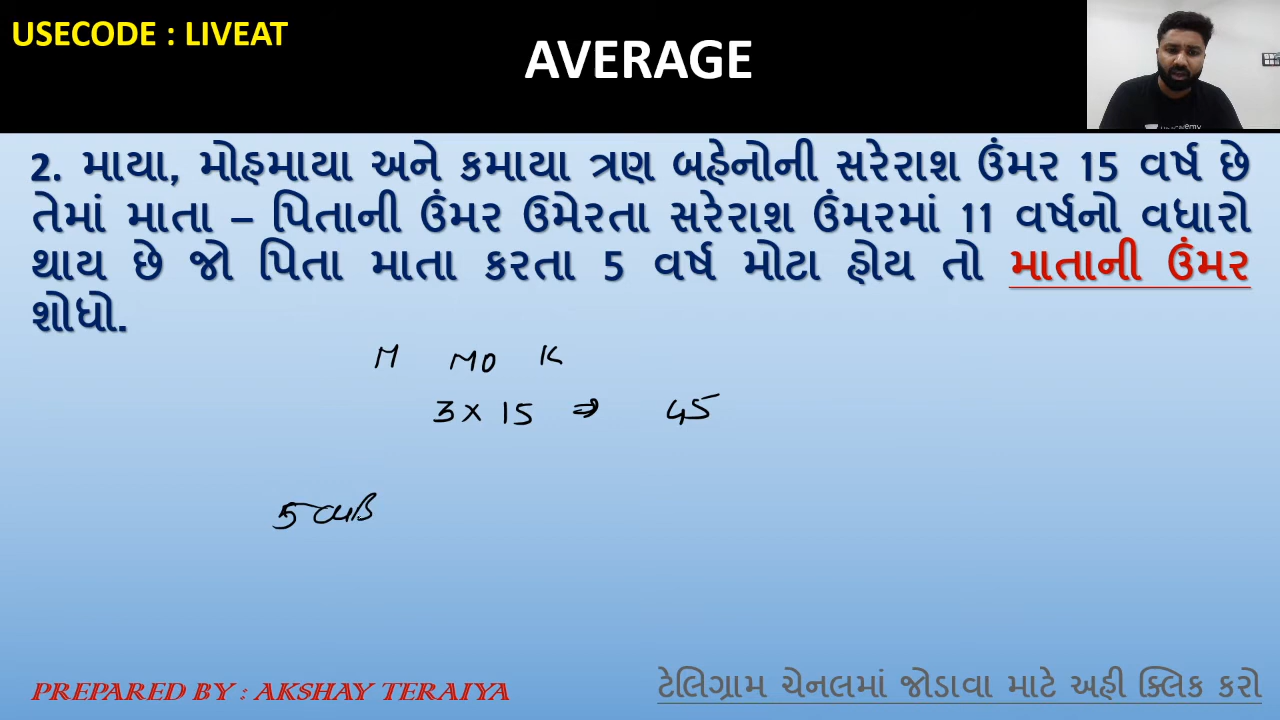 USECODE : LIVEAT
AVERAGE
2. માયા, મોહમાયા અને કમાયા ત્રણ બહેનોની સરેરાશ ઉંમર 15 વર્ષ છે
તેમાં માતા – પિતાની ઉંમર ઉમેરતા સરેરાશ ઉંમરમાં 11 વર્ષનો વધારો
થાય છે જો પિતા માતા કરતા 5 વર્ષ મોટા હોય તો માતાની ઉંમર
શોધો.
M MO K
3 × 15 ⇒ 45
5
PREPARED BY : AKSHAY TERAIYA
ટેલિગ્રામ ચેનલમાં જોડાવા માટે અહી ક્લિક કરો